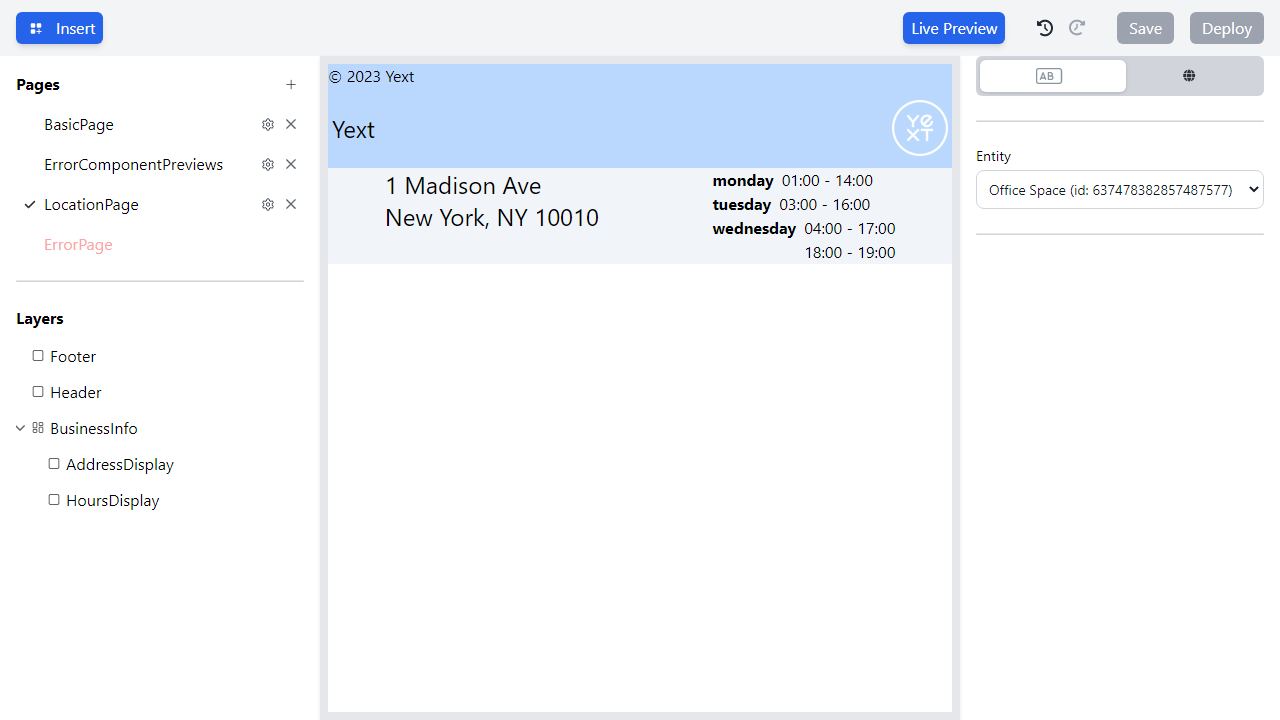 Insert
Live Preview
Save
Deploy
Pages
BasicPage
ErrorComponentPreviews
LocationPage
ErrorPage
Layers
Footer
Header
BusinessInfo
AddressDisplay
HoursDisplay
© 2023 Yext
Yext
YEXT
1 Madison Ave
New York, NY 10010
monday 01:00 - 14:00
tuesday 03:00 - 16:00
wednesday 04:00 - 17:00
18:00 - 19:00
AB
Entity
Office Space (id: 637478382857487577)